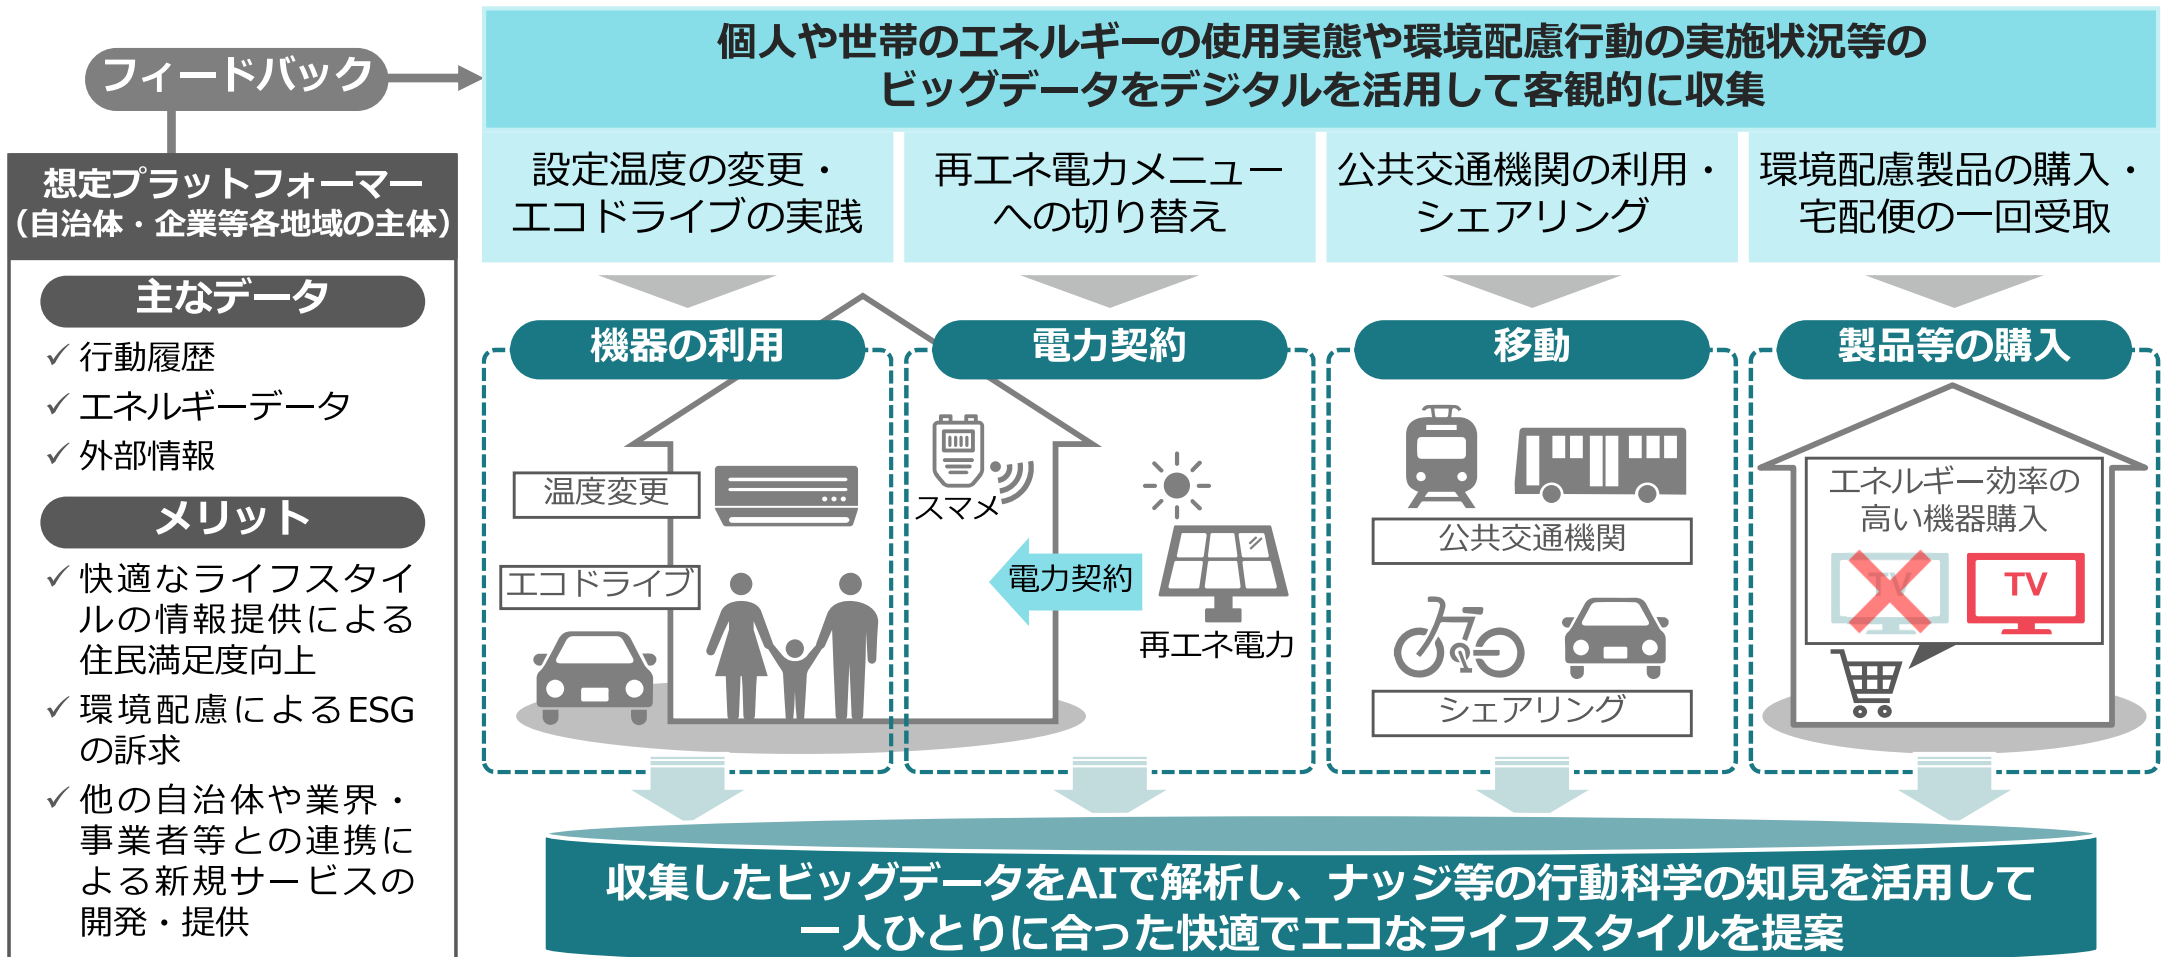 フィードバック
想定プラットフォーマー
（自治体・企業等各地域の主体）
主なデータ
✓ 行動履歴
✓ エネルギーデータ
✓ 外部情報
メリット
✓ 快適なライフスタイ
ルの情報提供による
住民満足度向上
✓ 環境配慮によるESG
の訴求
✓ 他の自治体や業界・
事業者等との連携に
よる新規サービスの
開発・提供
個人や世帯のエネルギーの使用実態や環境配慮行動の実施状況等の
ビッグデータをデジタルを活用して客観的に収集
設定温度の変更・
エコドライブの実践
再エネ電力メニュー
への切り替え
公共交通機関の利用・
シェアリング
環境配慮製品の購入・
宅配便の一回受取
機器の利用
温度変更
エコドライブ
電力契約
スマメ
電力契約
再エネ電力
移動
公共交通機関
シェアリング
製品等の購入
エネルギー効率の
高い機器購入
TV
TV
収集したビッグデータをAIで解析し、ナッジ等の行動科学の知見を活用して
一人ひとりに合った快適でエコなライフスタイルを提案